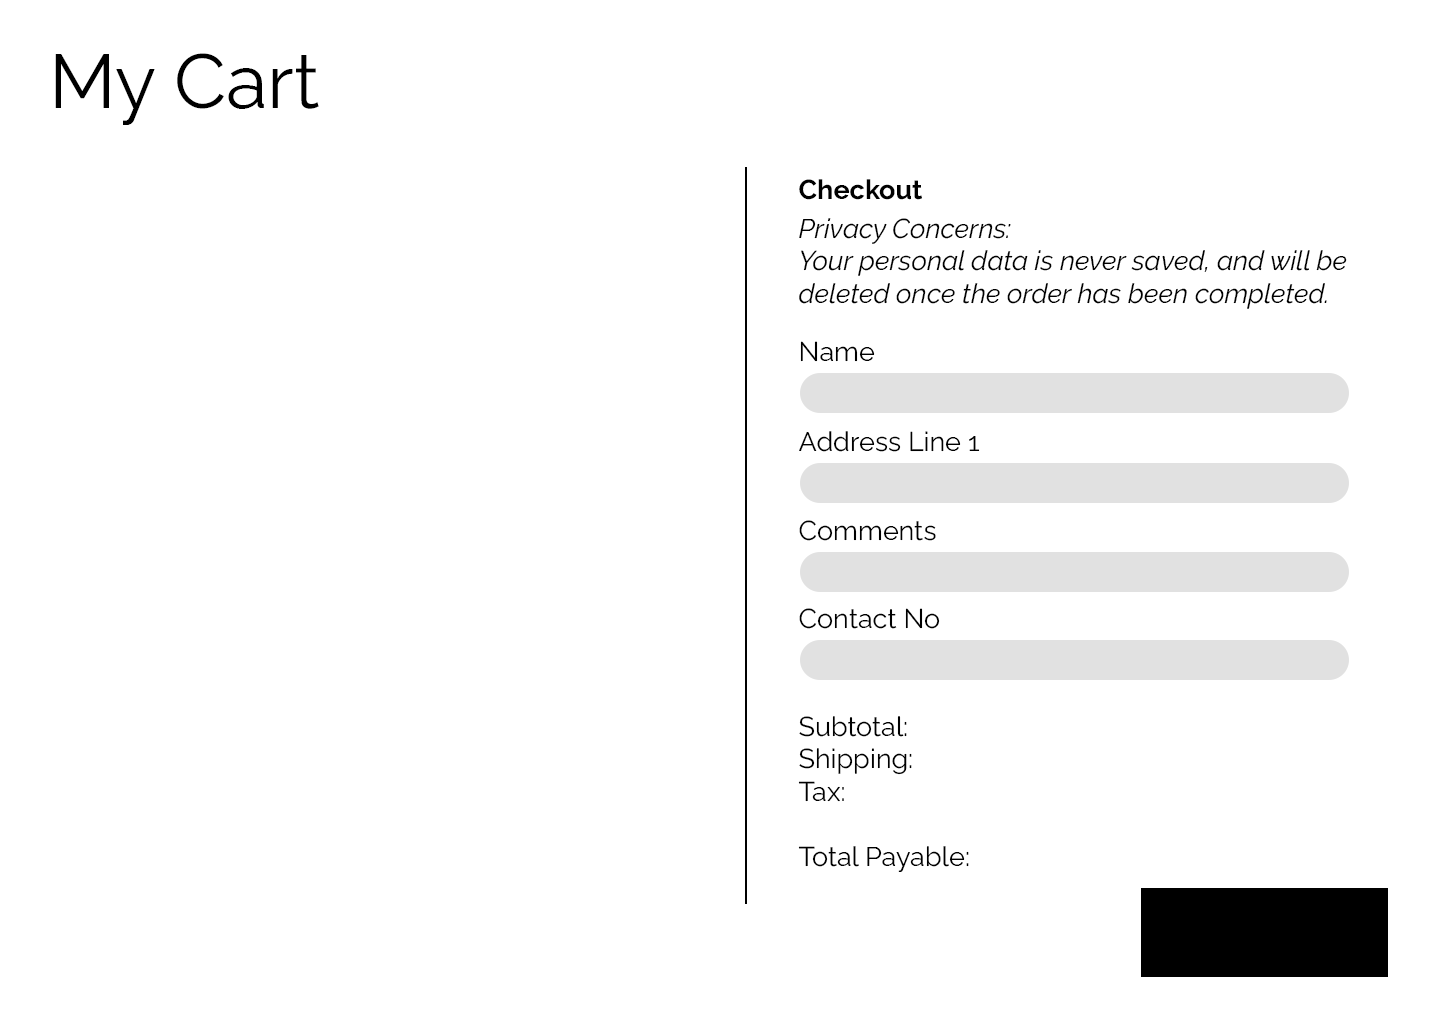 My Cart
Checkout
Privacy Concerns:
Your personal data is never saved, and will be
deleted once the order has been completed.
Name
Address Line 1
Comments
Contact No
Subtotal:
Shipping:
Tax:
Total Payable: